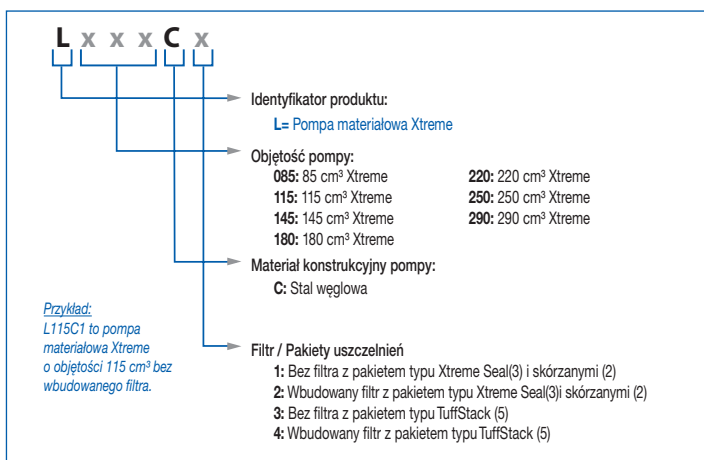 L x x x C x
Identyfikator produktu:
L= Pompa materiałowa Xtreme
Objętość pompy:
085: 85 cm³ Xtreme 220: 220 cm³ Xtreme
115: 115 cm³ Xtreme 250: 250 cm³ Xtreme
145: 145 cm³ Xtreme 290: 290 cm³ Xtreme
180: 180 cm³ Xtreme
Materiał konstrukcyjny pompy:
C: Stal węglowa
Przykład:
L115C1 to pompa
materiałowa Xtreme
o objętości 115 cm³ bez
wbudowanego filtra.
Filtr / Pakiety uszczelnień
1: Bez filtra z pakietem typu Xtreme Seal(3) i skórzanymi (2)
2: Wbudowany filtr z pakietem typu Xtreme Seal(3)i skórzanymi (2)
3: Bez filtra z pakietem typu TuffStack (5)
4: Wbudowany filtr z pakietem typu TuffStack (5)